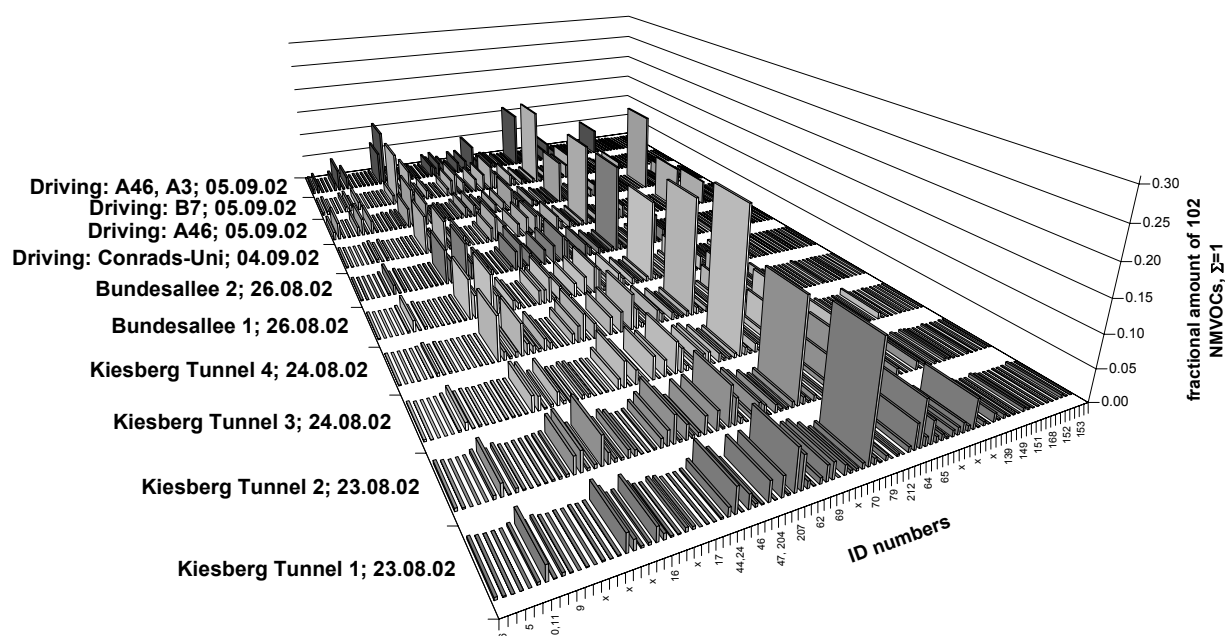 0.30
0.25
0.20
0.15
0.10
0.05
0.00
fractional amount of 102
NMVOCs, Σ=1
Driving: A46, A3; 05.09.02
Driving: B7; 05.09.02
Driving: A46; 05.09.02
Driving: Conrads-Uni; 04.09.02
Bundesallee 2; 26.08.02
Bundesallee 1; 26.08.02
Kiesberg Tunnel 4; 24.08.02
Kiesberg Tunnel 3; 24.08.02
Kiesberg Tunnel 2; 23.08.02
Kiesberg Tunnel 1; 23.08.02
5
0,11
9
x
x
x
16
x
17
44,24
46
47, 204
207
62
69
x
70
79
212
64
65
x
x
x
139
149
151
168
152
153
ID numbers